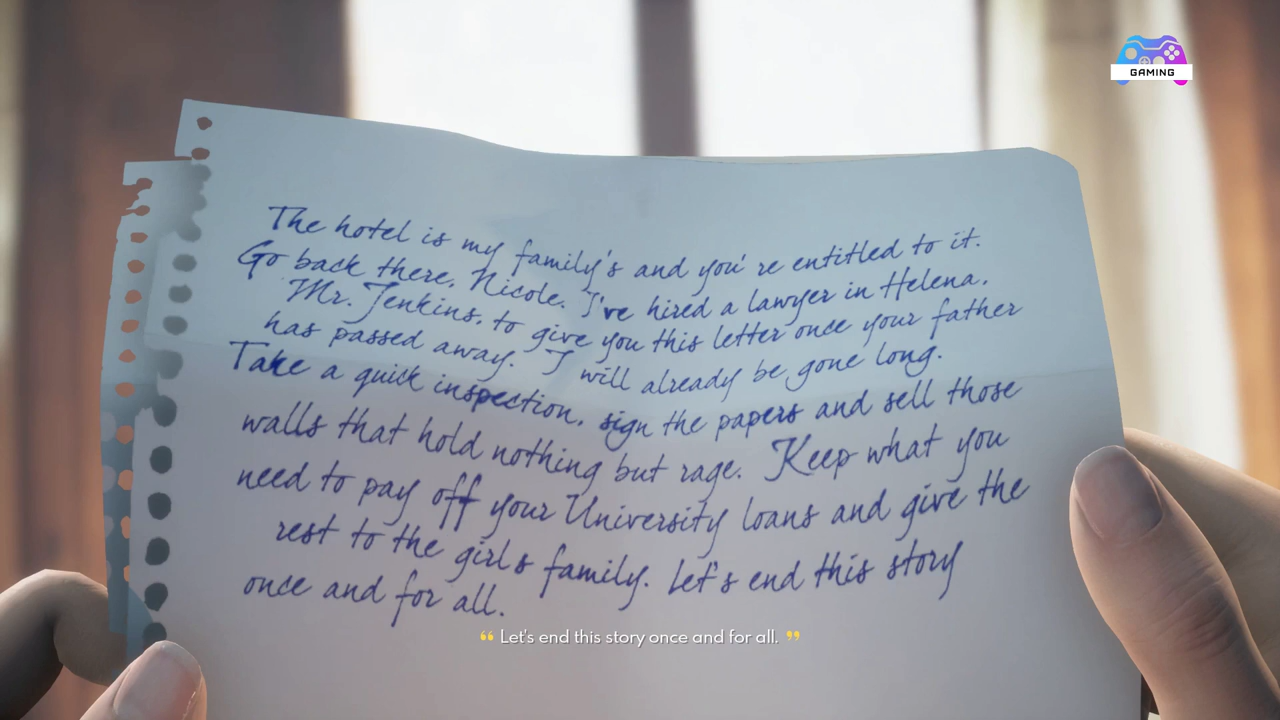 GAMING
The hotel is my family's and you're entitled to it.
Go back there, Nicole. I've hired a lawyer in Helena,
Mr. Jenkins, to give you this letter once your father
has passed away. I will already be gone long.
Take a quick inspection, sign the papers and sell those
walls that hold nothing but rage. Keep what you
need to pay off your University loans and give the
rest to the girls family. Let's end this story
once and for all.
“ Let's end this story once and for all. ”